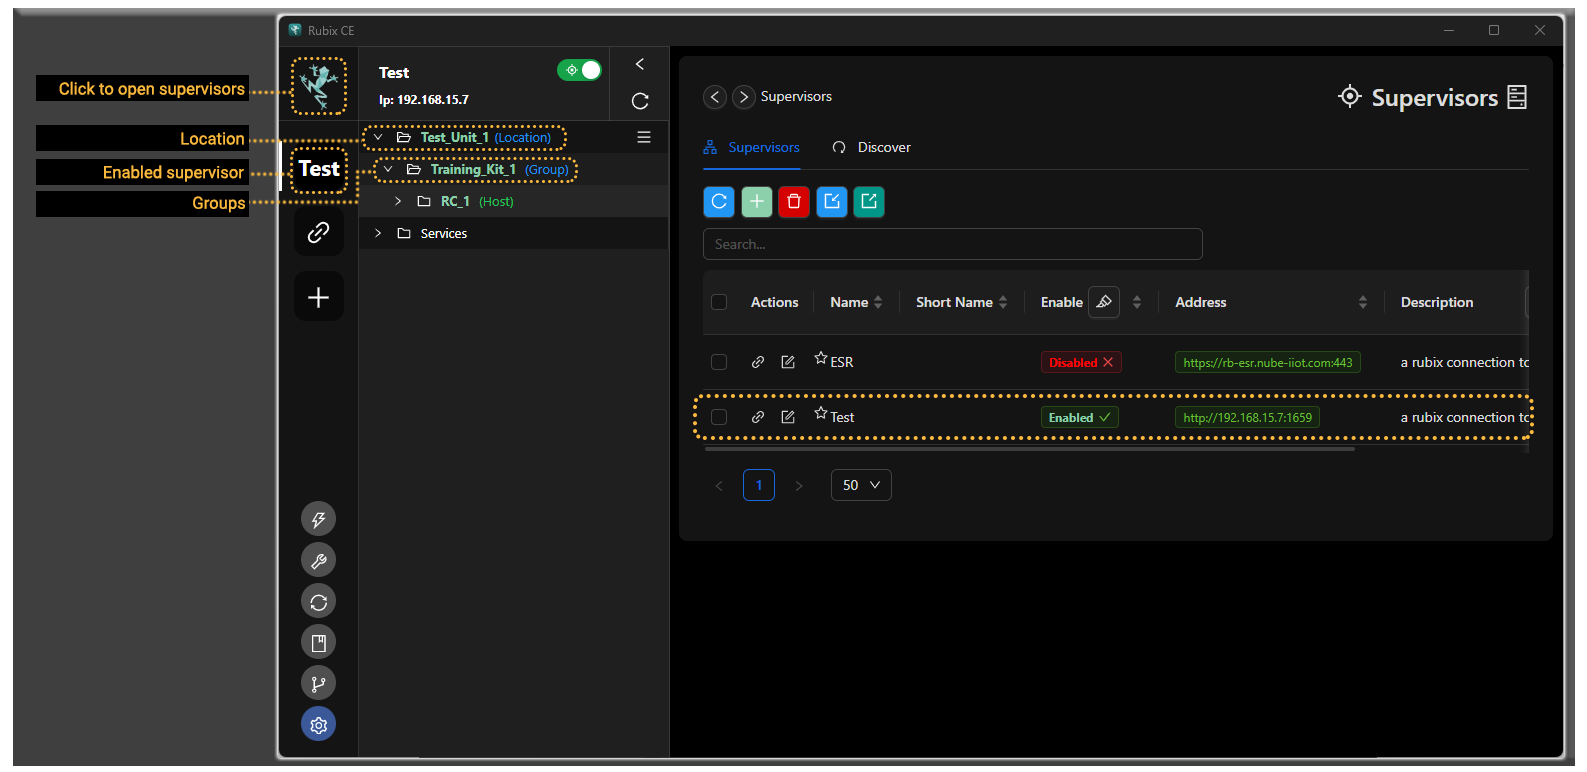 Rubix CE
Click to open supervisors
Location
Enabled supervisor
Groups
Test
Test
Ip: 192.168.15.7
Test_Unit_1 (Location)
Training_Kit_1 (Group)
RC_1 (Host)
Services
Supervisors
Supervisors
Supervisors
Discover
Search...
Actions Name Short Name Enable Address Description
ESR Disabled https://rb-esr.nube-iiot.com:443 a rubix connection to
Test Enabled http://192.168.15.7:1659 a rubix connection to
1 50